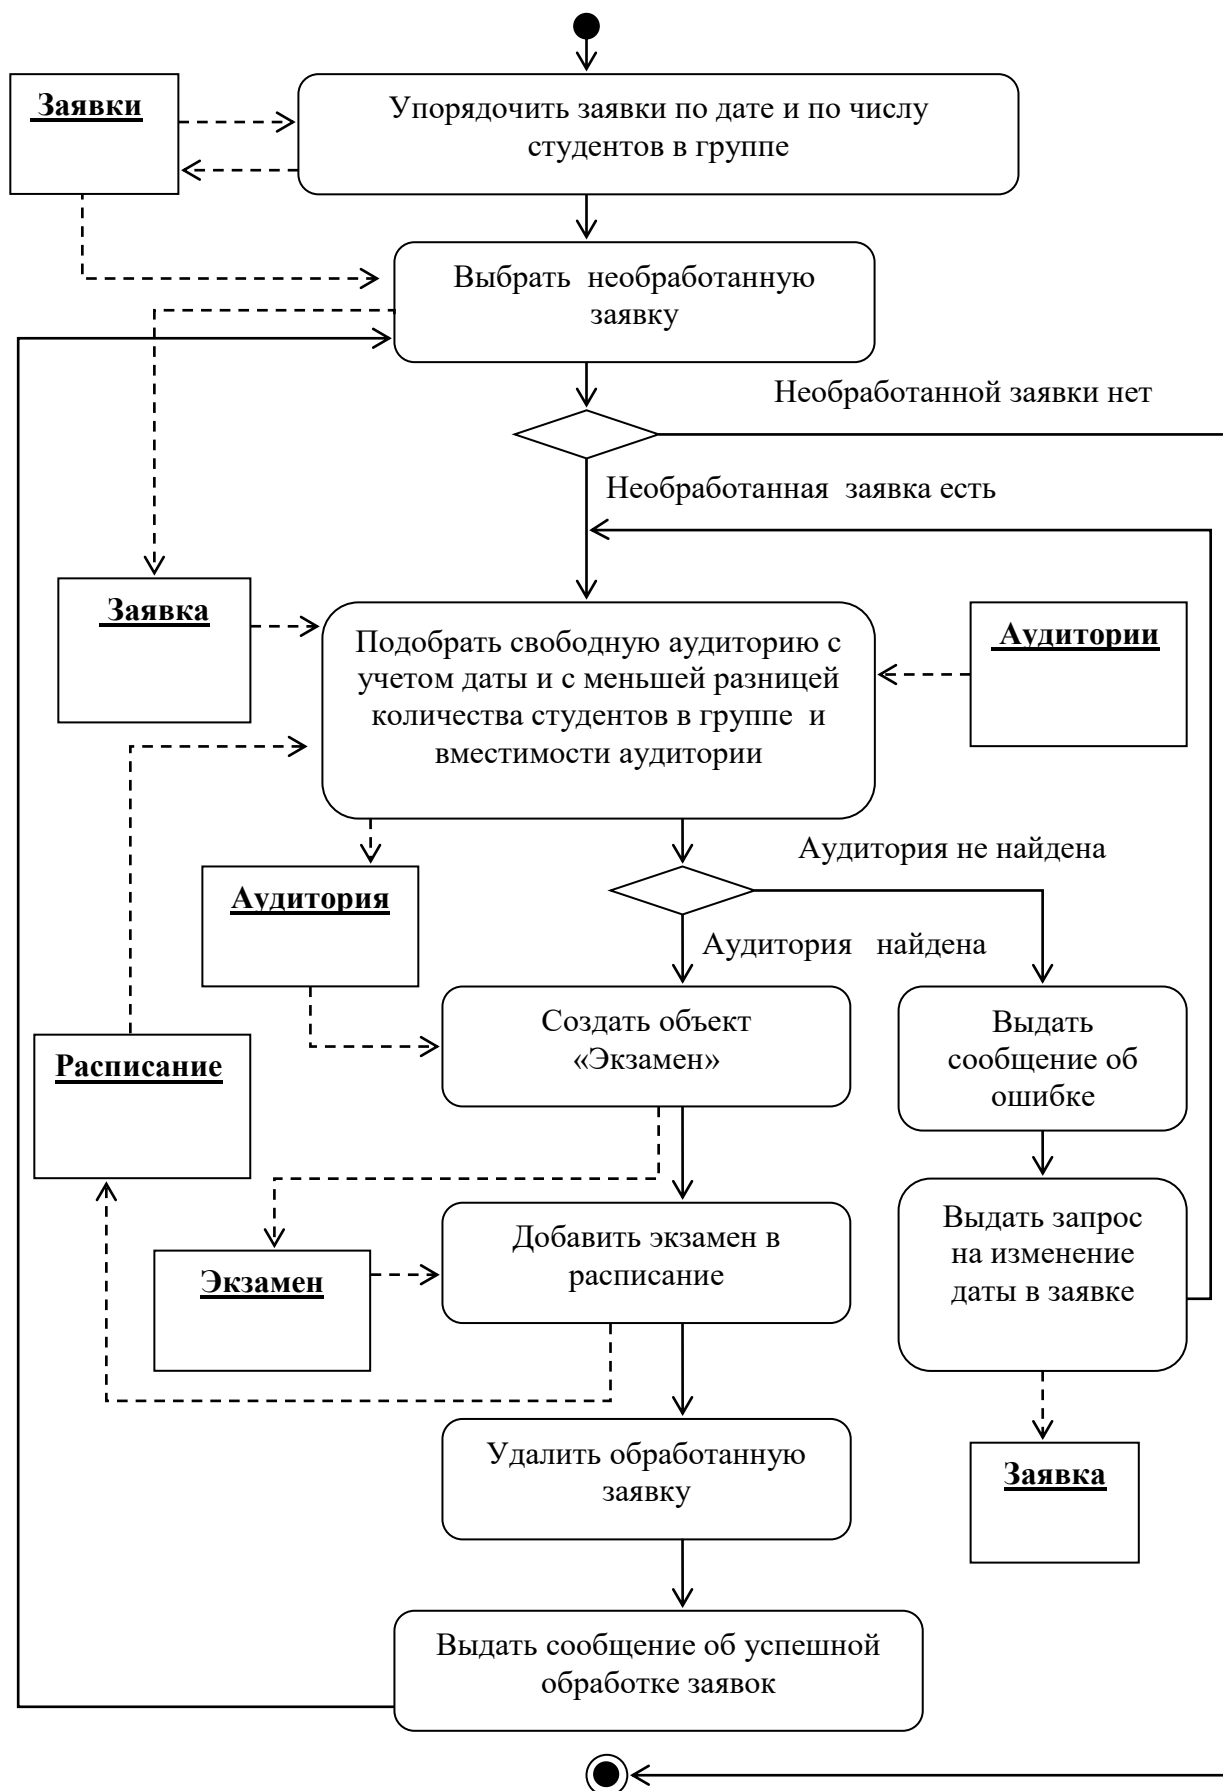 Заявки
Упорядочить заявки по дате и по числу
студентов в группе
Выбрать необработанную
заявку
Необработанной заявки нет
Необработанная заявка есть
Заявка
Подобрать свободную аудиторию с
учетом даты и с меньшей разницей
количества студентов в группе и
вместимости аудитории
Аудитории
Аудитория не найдена
Аудитория
Аудитория найдена
Создать объект
«Экзамен»
Выдать
сообщение об
ошибке
Расписание
Добавить экзамен в
расписание
Выдать запрос
на изменение
даты в заявке
Экзамен
Удалить обработанную
заявку
Заявка
Выдать сообщение об успешной
обработке заявок